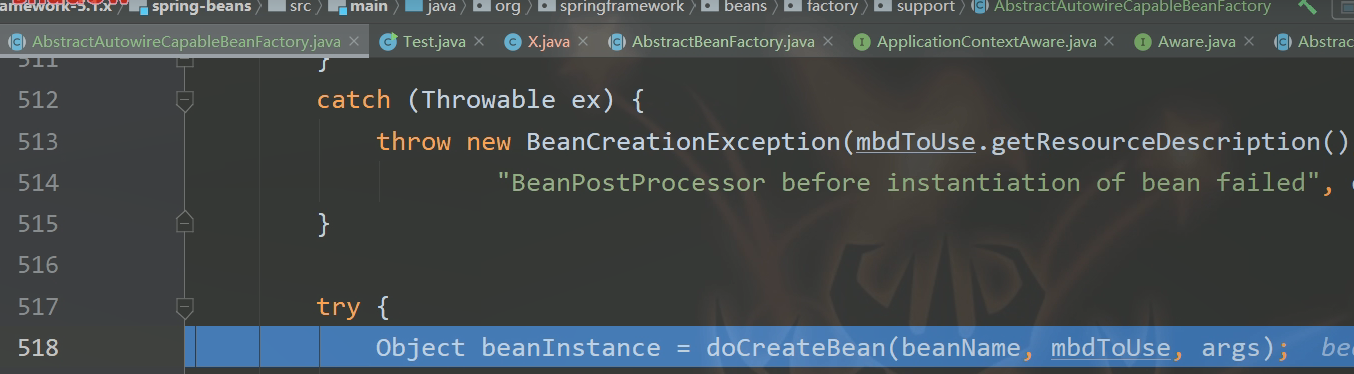 amework-5.1.x 〉 spring-beans 〉 src 〉 main 〉 java 〉 org 〉 springframework 〉 beans 〉 factory 〉 support 〉 AbstractAutowireCapableBeanFactory
AbstractAutowireCapableBeanFactory.java × Test.java × X.java × AbstractBeanFactory.java × ApplicationContextAware.java × Aware.java × Abstrac
511 }
512 catch (Throwable ex) {
513 throw new BeanCreationException(mbdToUse.getResourceDescription()
514 "BeanPostProcessor before instantiation of bean failed",
515 }
516
517 try {
518 Object beanInstance = doCreateBean(beanName, mbdToUse, args); be